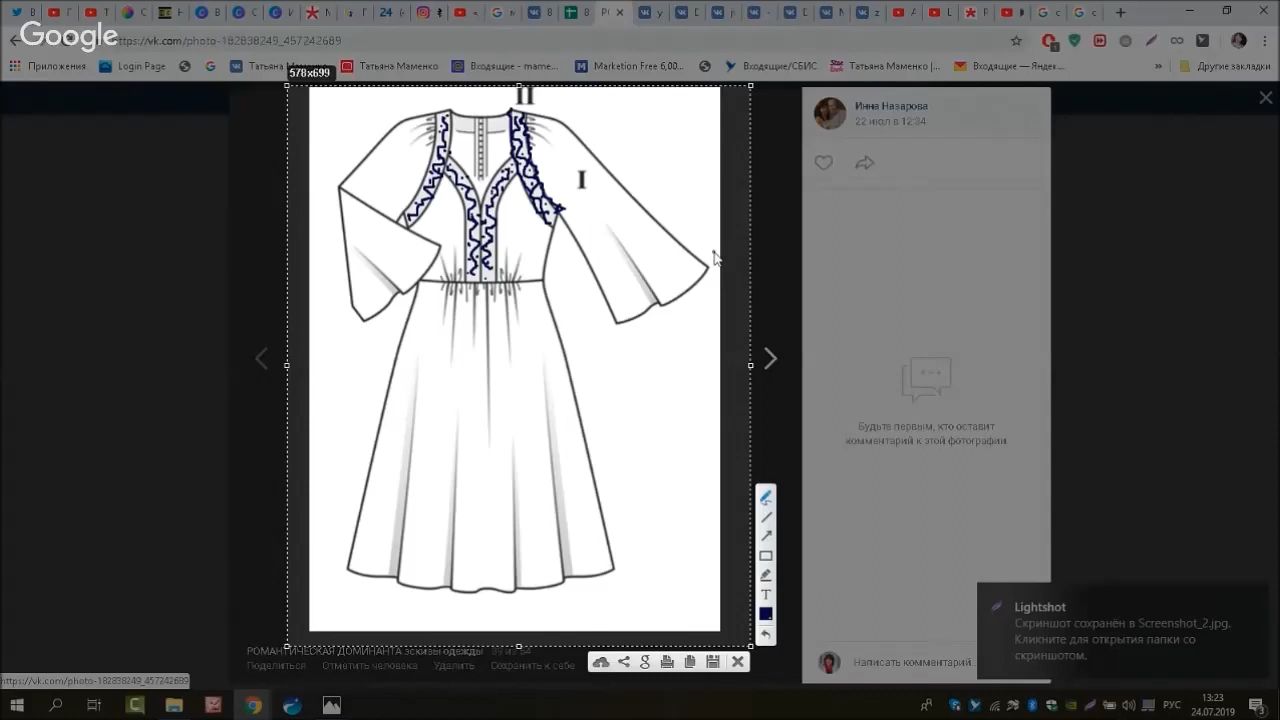 Google
https://vk.com/photo-182838249_457242689
Приложения
Login Page
Татьяна Маменко
Входящие - mame...
Marketion Free 6,00...
Входящие/СБИС
Татьяна Маменко |...
Входящие — Яндек...
»
Другие закладки
578x699
II
I
Инна Назарова
22 июл в 12:34
Будьте первым, кто оставит
комментарий к этой фотографии
T
Lightshot
Скриншот сохранён в Screenshot_2.jpg.
Кликните для открытия папки со
скриншотом.
РОМАНТИЧЕСКАЯ ДОМИНАНТА эскизы одежды
Поделиться Отметить человека Удалить Сохранить к себе
Написать комментарий...
https://vk.com/photo-182838249_457242689
РУС
13:23
24.07.2019